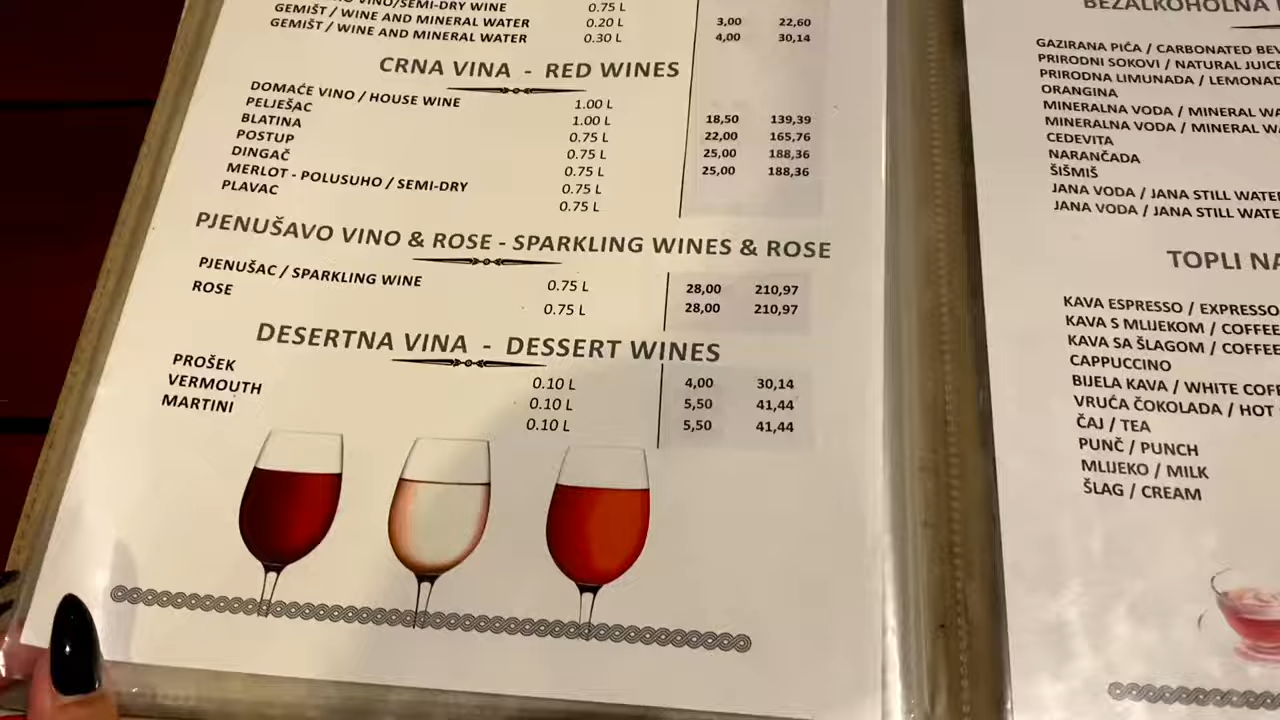 VINO/SEMI-DRY WINE 0.75 L
GEMIŠT / WINE AND MINERAL WATER 0.20 L 3,00 22,60
GEMIŠT / WINE AND MINERAL WATER 0.30 L 4,00 30,14
CRNA VINA - RED WINES
DOMAĆE VINO / HOUSE WINE 1.00 L
PELJEŠAC 1.00 L 18,50 139,39
BLATINA 0.75 L 22,00 165,76
POSTUP 0.75 L 25,00 188,36
DINGAČ 0.75 L 25,00 188,36
MERLOT - POLUSUHO / SEMI-DRY 0.75 L
PLAVAC 0.75 L
PJENUŠAVO VINO & ROSE - SPARKLING WINES & ROSE
PJENUŠAC / SPARKLING WINE 0.75 L 28,00 210,97
ROSE 0.75 L 28,00 210,97
DESERTNA VINA - DESSERT WINES
PROŠEK 0.10 L 4,00 30,14
VERMOUTH 0.10 L 5,50 41,44
MARTINI 0.10 L 5,50 41,44
BEZALKOHOLNA
GAZIRANA PIĆA / CARBONATED BEV
PRIRODNI SOKOVI / NATURAL JUICE
PRIRODNA LIMUNADA / LEMONAD
ORANGINA
MINERALNA VODA / MINERAL WA
MINERALNA VODA / MINERAL WA
CEDEVITA
NARANČADA
ŠIŠMIŠ
JANA VODA / JANA STILL WATE
JANA VODA / JANA STILL WATE
TOPLI NA
KAVA ESPRESSO / EXPRESSO
KAVA S MLIJEKOM / COFFEE
KAVA SA ŠLAGOM / COFFEE
CAPPUCCINO
BIJELA KAVA / WHITE COFF
VRUĆA ČOKOLADA / HOT
ČAJ / TEA
PUNČ / PUNCH
MLIJEKO / MILK
ŠLAG / CREAM